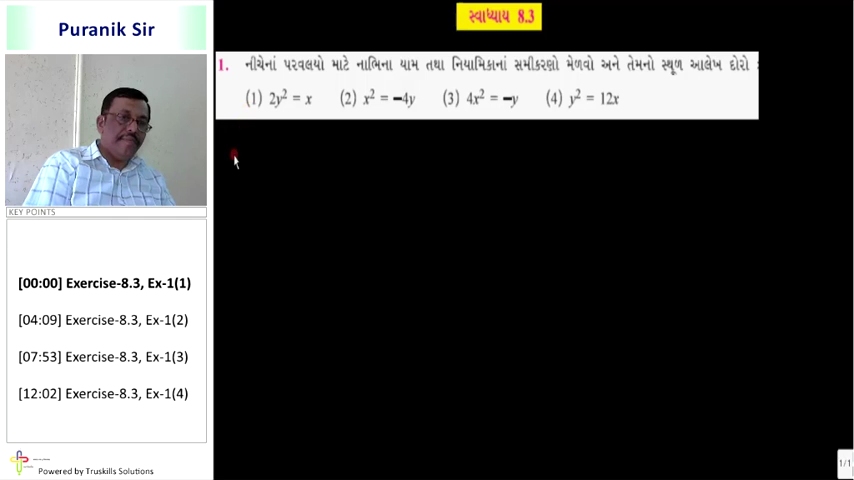 Puranik Sir
KEY POINTS
[00:00] Exercise-8.3, Ex-1(1)
[04:09] Exercise-8.3, Ex-1(2)
[07:53] Exercise-8.3, Ex-1(3)
[12:02] Exercise-8.3, Ex-1(4)
Powered by Truskills Solutions
સ્વાધ્યાય 8.3
1. નીચેનાં પરવલયો માટે નાભિના યામ તથા નિયામિકાનાં સમીકરણો મેળવો અને તેમનો સ્થૂળ આલેખ દોરો :
(1) 2y² = x (2) x² = −4y (3) 4x² = −y (4) y² = 12x
1/1